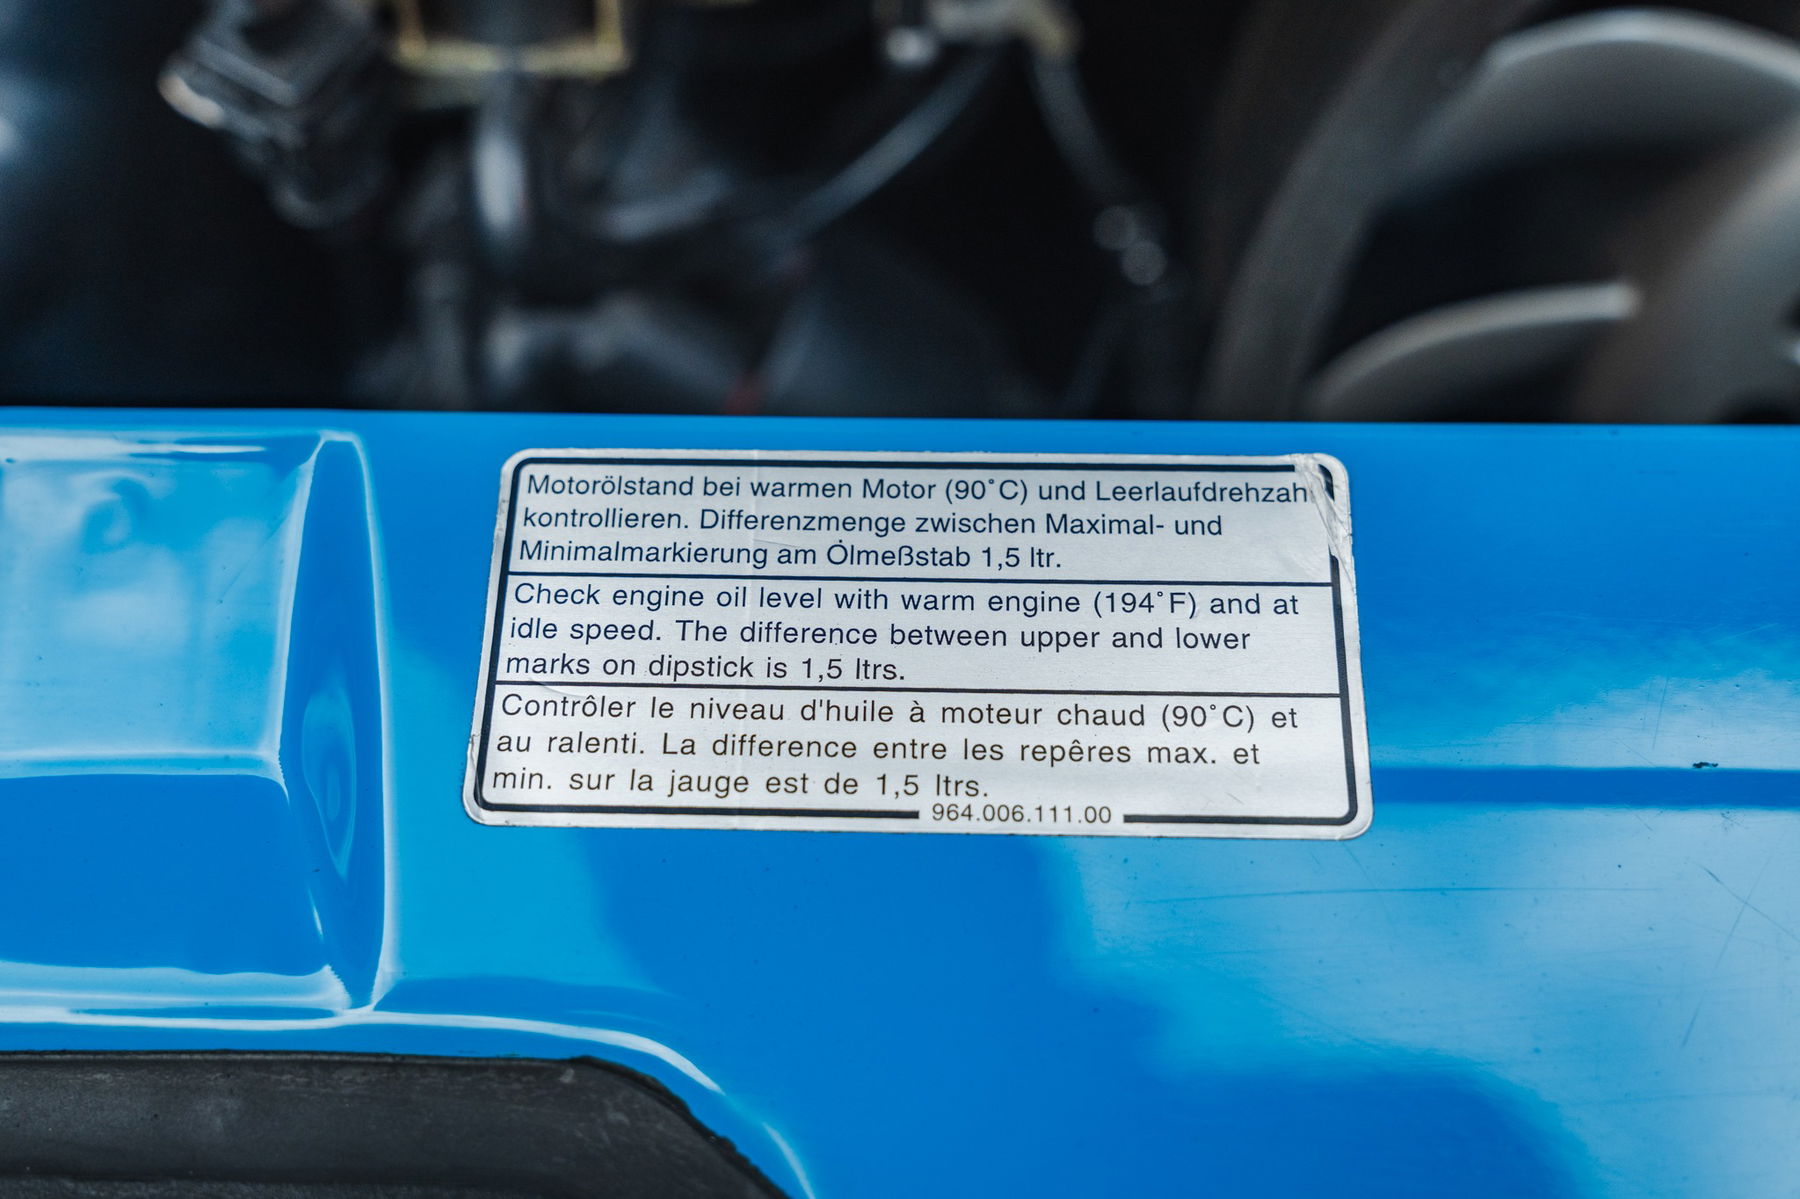 Motorölstand bei warmen Motor (90°C) und Leerlaufdrehzahl
kontrollieren. Differenzmenge zwischen Maximal- und
Minimalmarkierung am Ölmeßstab 1,5 ltr.
Check engine oil level with warm engine (194°F) and at
idle speed. The difference between upper and lower
marks on dipstick is 1,5 ltrs.
Contrôler le niveau d'huile à moteur chaud (90°C) et
au ralenti. La difference entre les repêres max. et
min. sur la jauge est de 1,5 ltrs.
964.006.111.00